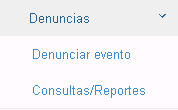 Denuncias
Denunciar evento
Consultas/Reportes